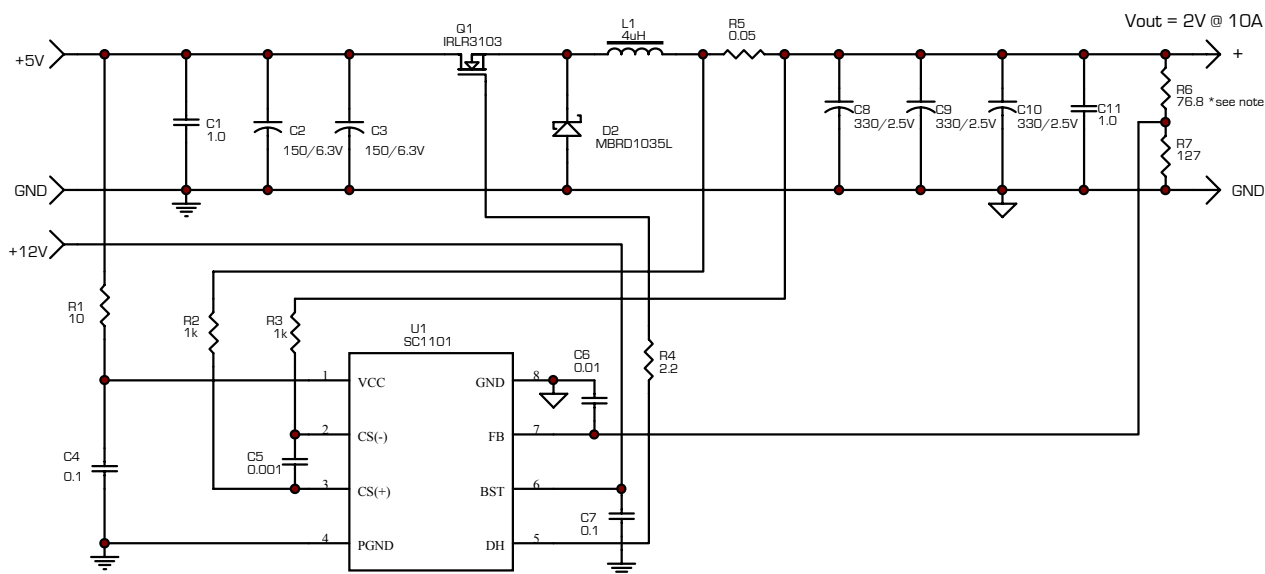 Vout = 2V @ 10A
Q1
IRLR3103
L1
4uH
R5
0.05
+5V
+
C1
1.0
C2
150/6.3V
C3
150/6.3V
D2
MBRD1035L
C8
330/2.5V
C9
330/2.5V
C10
330/2.5V
C11
1.0
R6
76.8 *see note
R7
127
GND
GND
+12V
R1
10
R2
1k
R3
1k
U1
SC1101
C6
0.01
R4
2.2
1
VCC
GND
8
2
CS(-)
FB
7
C5
0.001
3
CS(+)
BST
6
C4
0.1
C7
0.1
4
PGND
DH
5